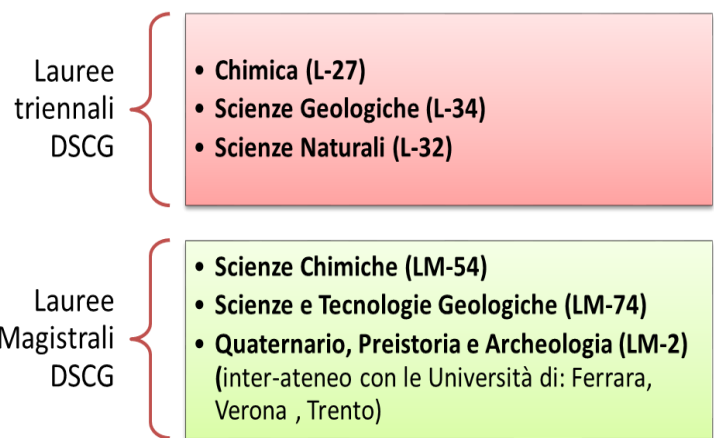 Lauree
triennali
DSCG
• Chimica (L-27)
• Scienze Geologiche (L-34)
• Scienze Naturali (L-32)
Lauree
Magistrali
DSCG
• Scienze Chimiche (LM-54)
• Scienze e Tecnologie Geologiche (LM-74)
• Quaternario, Preistoria e Archeologia (LM-2)
(inter-ateneo con le Università di: Ferrara,
Verona , Trento)